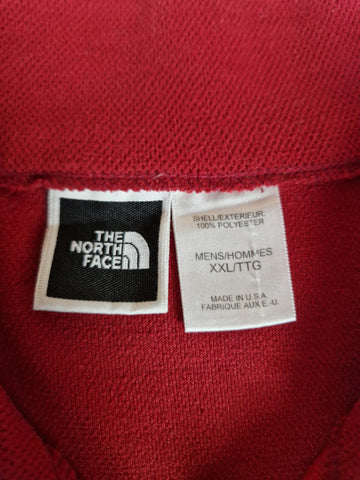 THE
NORTH
FACE
SHELL/EXTERIEUR:
100% POLYESTER
MENS/HOMMES
XXL/TTG
MADE IN U.S.A.
FABRIQUE AUX E.-U.